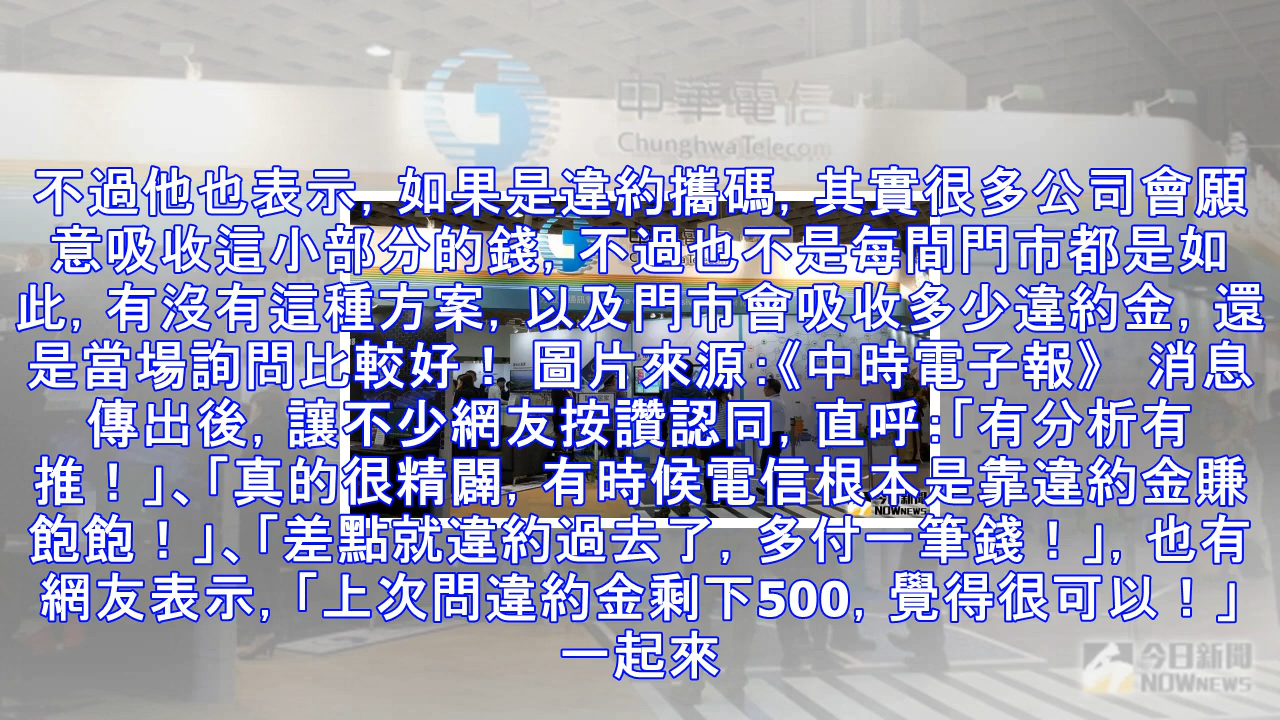 中華電信
Chunghwa Telecom
不過他也表示, 如果是違約攜碼, 其實很多公司會願
意吸收這小部分的錢, 不過也不是每間門市都是如
此, 有沒有這種方案, 以及門市會吸收多少違約金, 還
是當場詢問比較好！ 圖片來源:《中時電子報》 消息
傳出後, 讓不少網友按讚認同, 直呼:「有分析有
推！」、「真的很精闢, 有時候電信根本是靠違約金賺
飽飽！」、「差點就違約過去了, 多付一筆錢！」, 也有
網友表示, 「上次問違約金剩下500, 覺得很可以！」
一起來
今日新聞
NOWnews
今日新聞
NOWnews